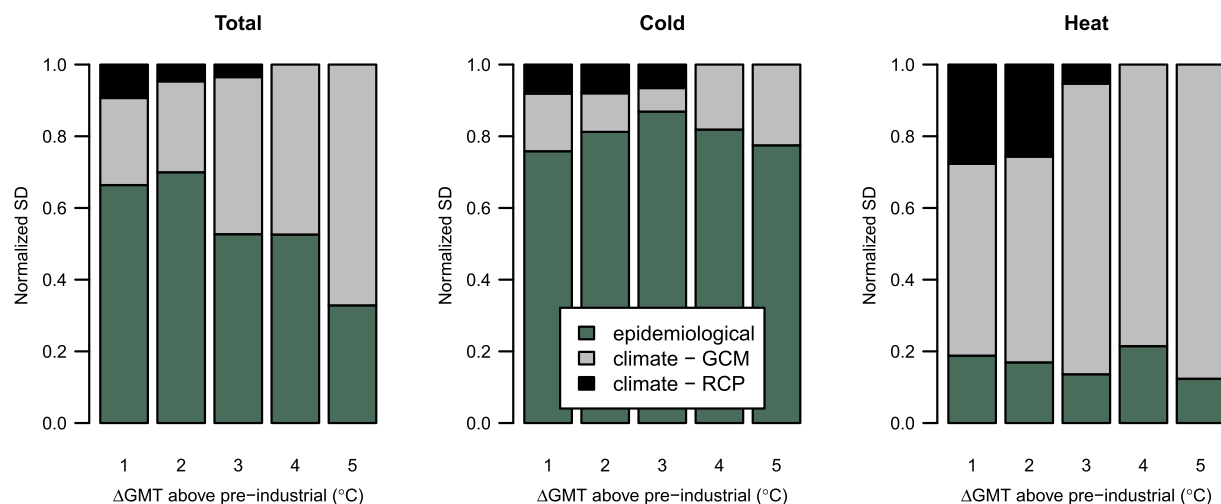 Total
Normalized SD
1.0
0.8
0.6
0.4
0.2
0.0
1 2 3 4 5
ΔGMT above pre−industrial (°C)
Cold
Normalized SD
1.0
0.8
0.6
0.4
0.2
0.0
epidemiological
climate − GCM
climate − RCP
1 2 3 4 5
ΔGMT above pre−industrial (°C)
Heat
Normalized SD
1.0
0.8
0.6
0.4
0.2
0.0
1 2 3 4 5
ΔGMT above pre−industrial (°C)